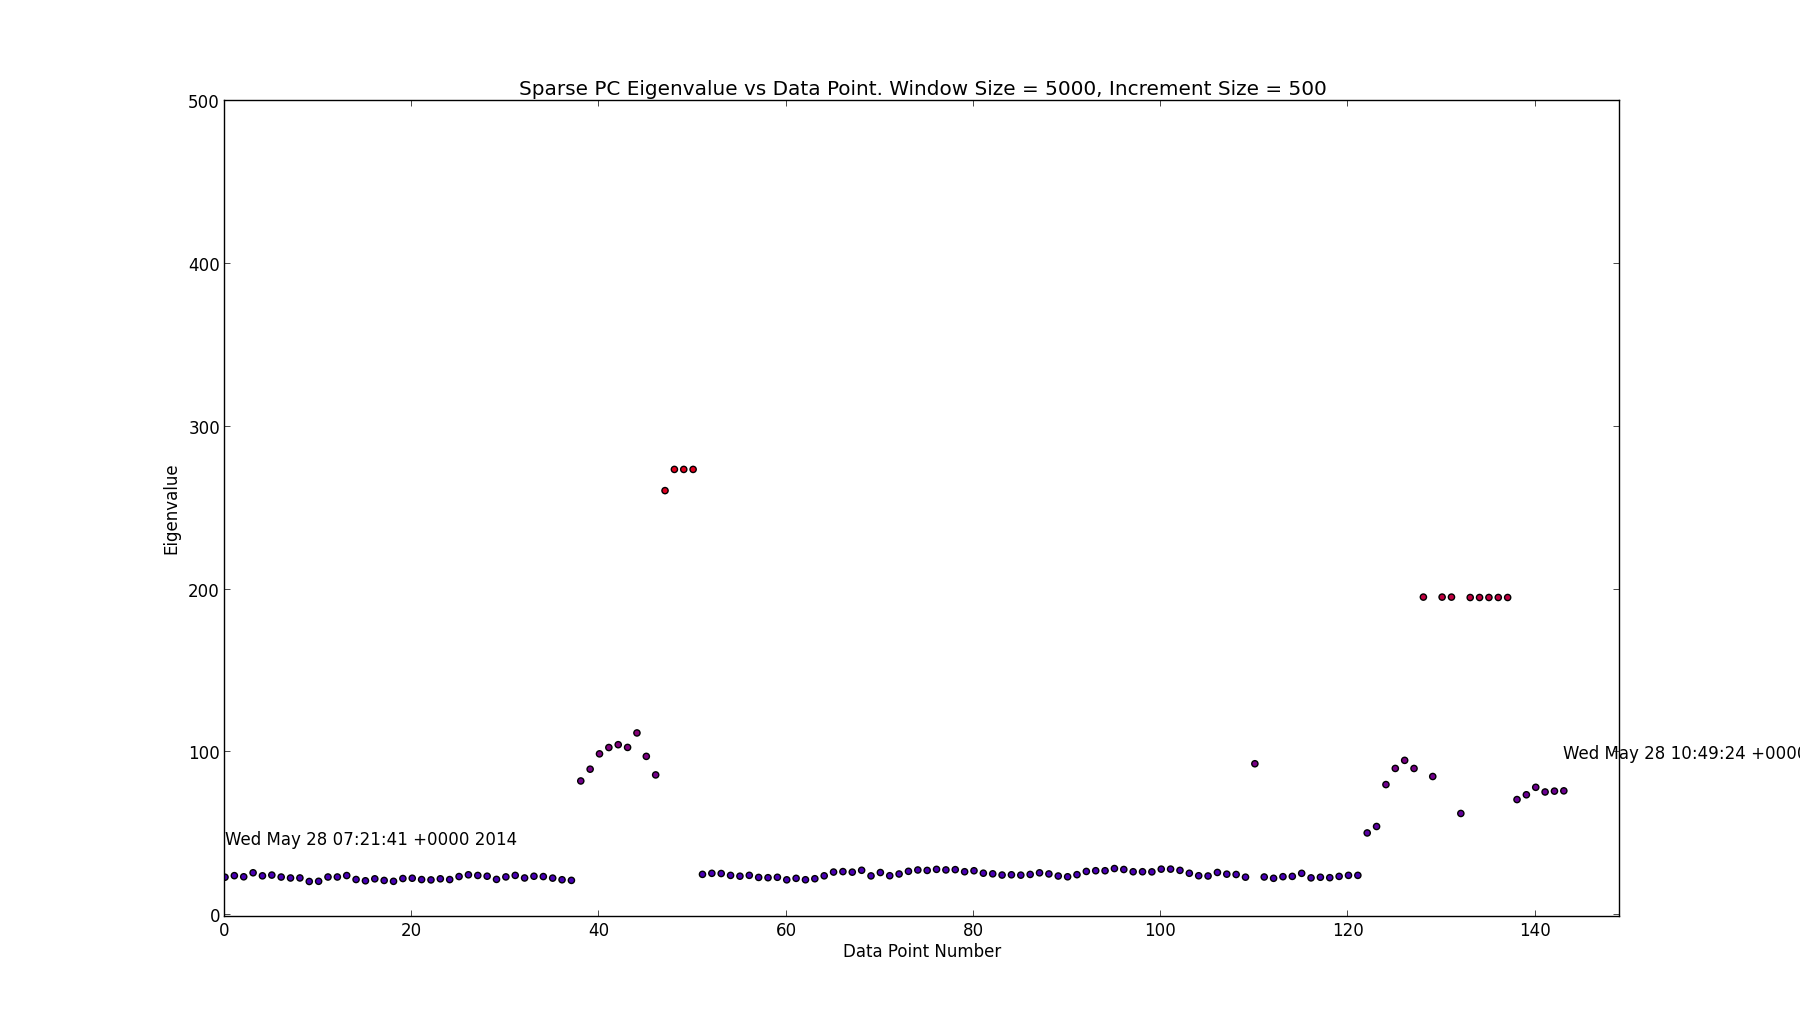 Sparse PC Eigenvalue vs Data Point. Window Size = 5000, Increment Size = 500
500
400
300
200
100
0
Eigenvalue
Wed May 28 07:21:41 +0000 2014
Wed May 28 10:49:24 +0000
0 20 40 60 80 100 120 140
Data Point Number